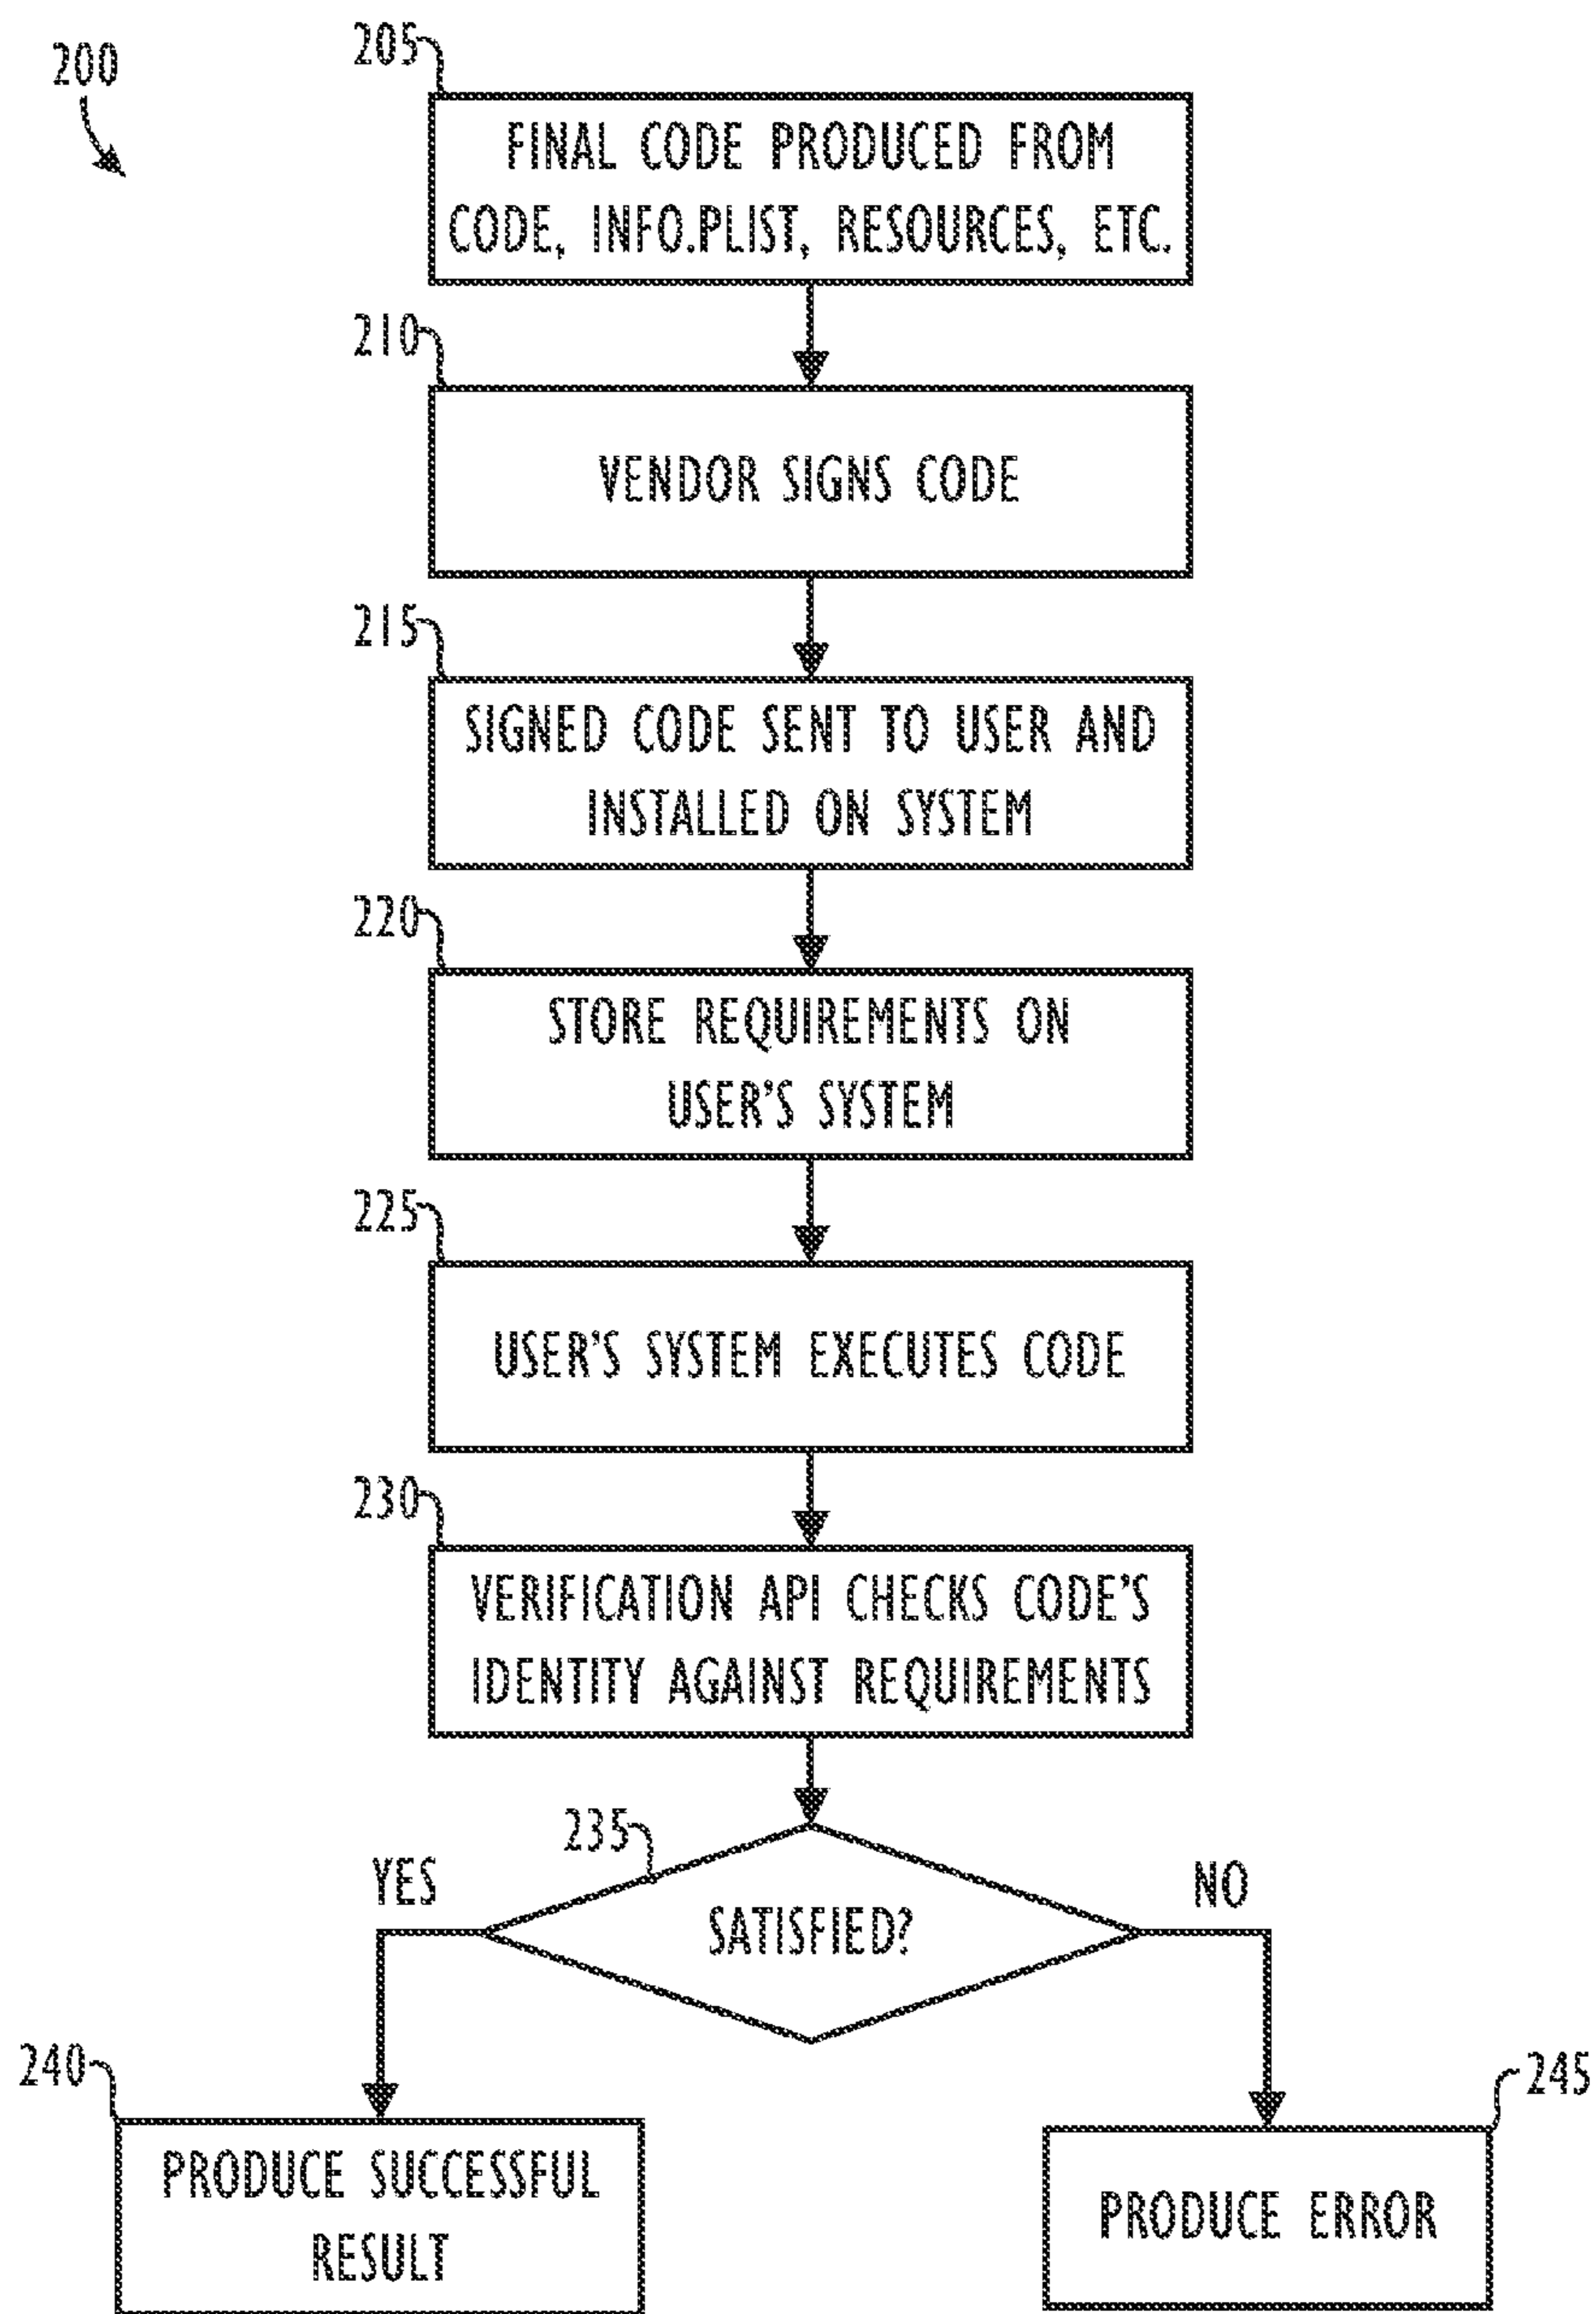 200
205
FINAL CODE PRODUCED FROM
CODE, INFO.PLIST, RESOURCES, ETC.
210
VENDOR SIGNS CODE
215
SIGNED CODE SENT TO USER AND
INSTALLED ON SYSTEM
220
STORE REQUIREMENTS ON
USER'S SYSTEM
225
USER'S SYSTEM EXECUTES CODE
230
VERIFICATION API CHECKS CODE'S
IDENTITY AGAINST REQUIREMENTS
235
YES
NO
SATISFIED?
240
245
PRODUCE SUCCESSFUL
RESULT
PRODUCE ERROR